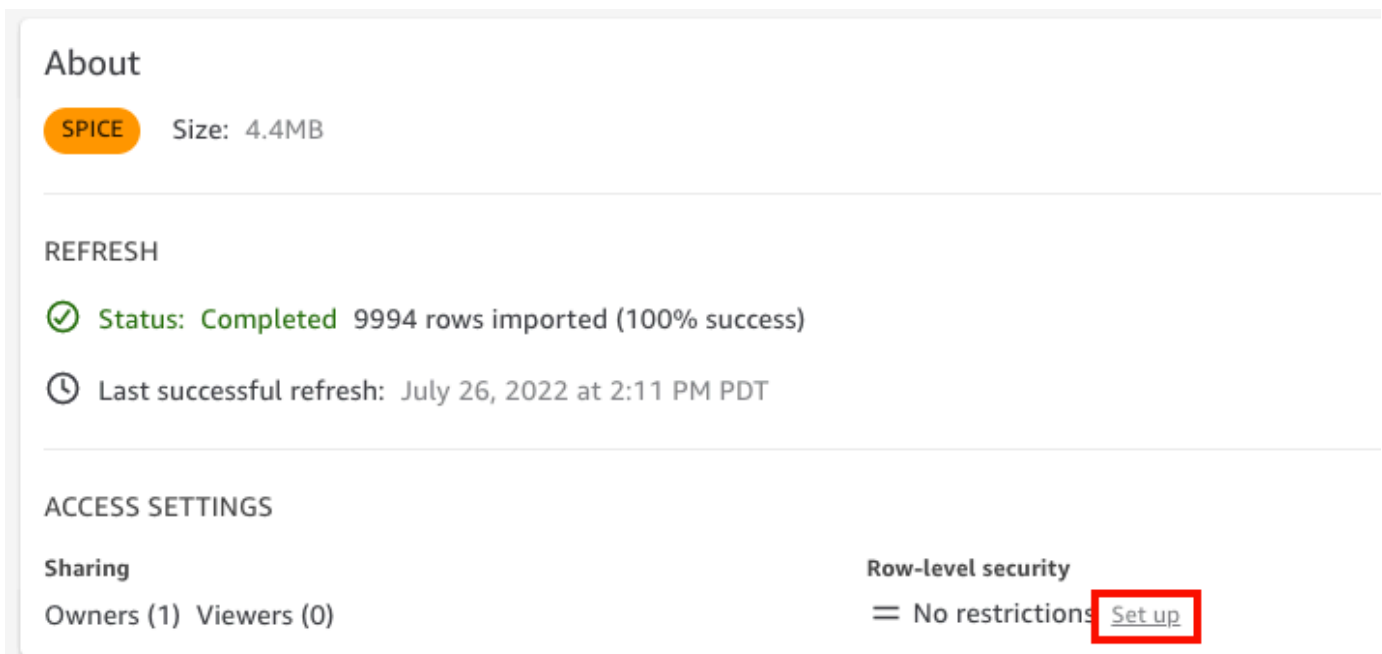 About
SPICE Size: 4.4MB
REFRESH
Status: Completed 9994 rows imported (100% success)
Last successful refresh: July 26, 2022 at 2:11 PM PDT
ACCESS SETTINGS
Sharing
Owners (1) Viewers (0)
Row-level security
No restrictions Set up